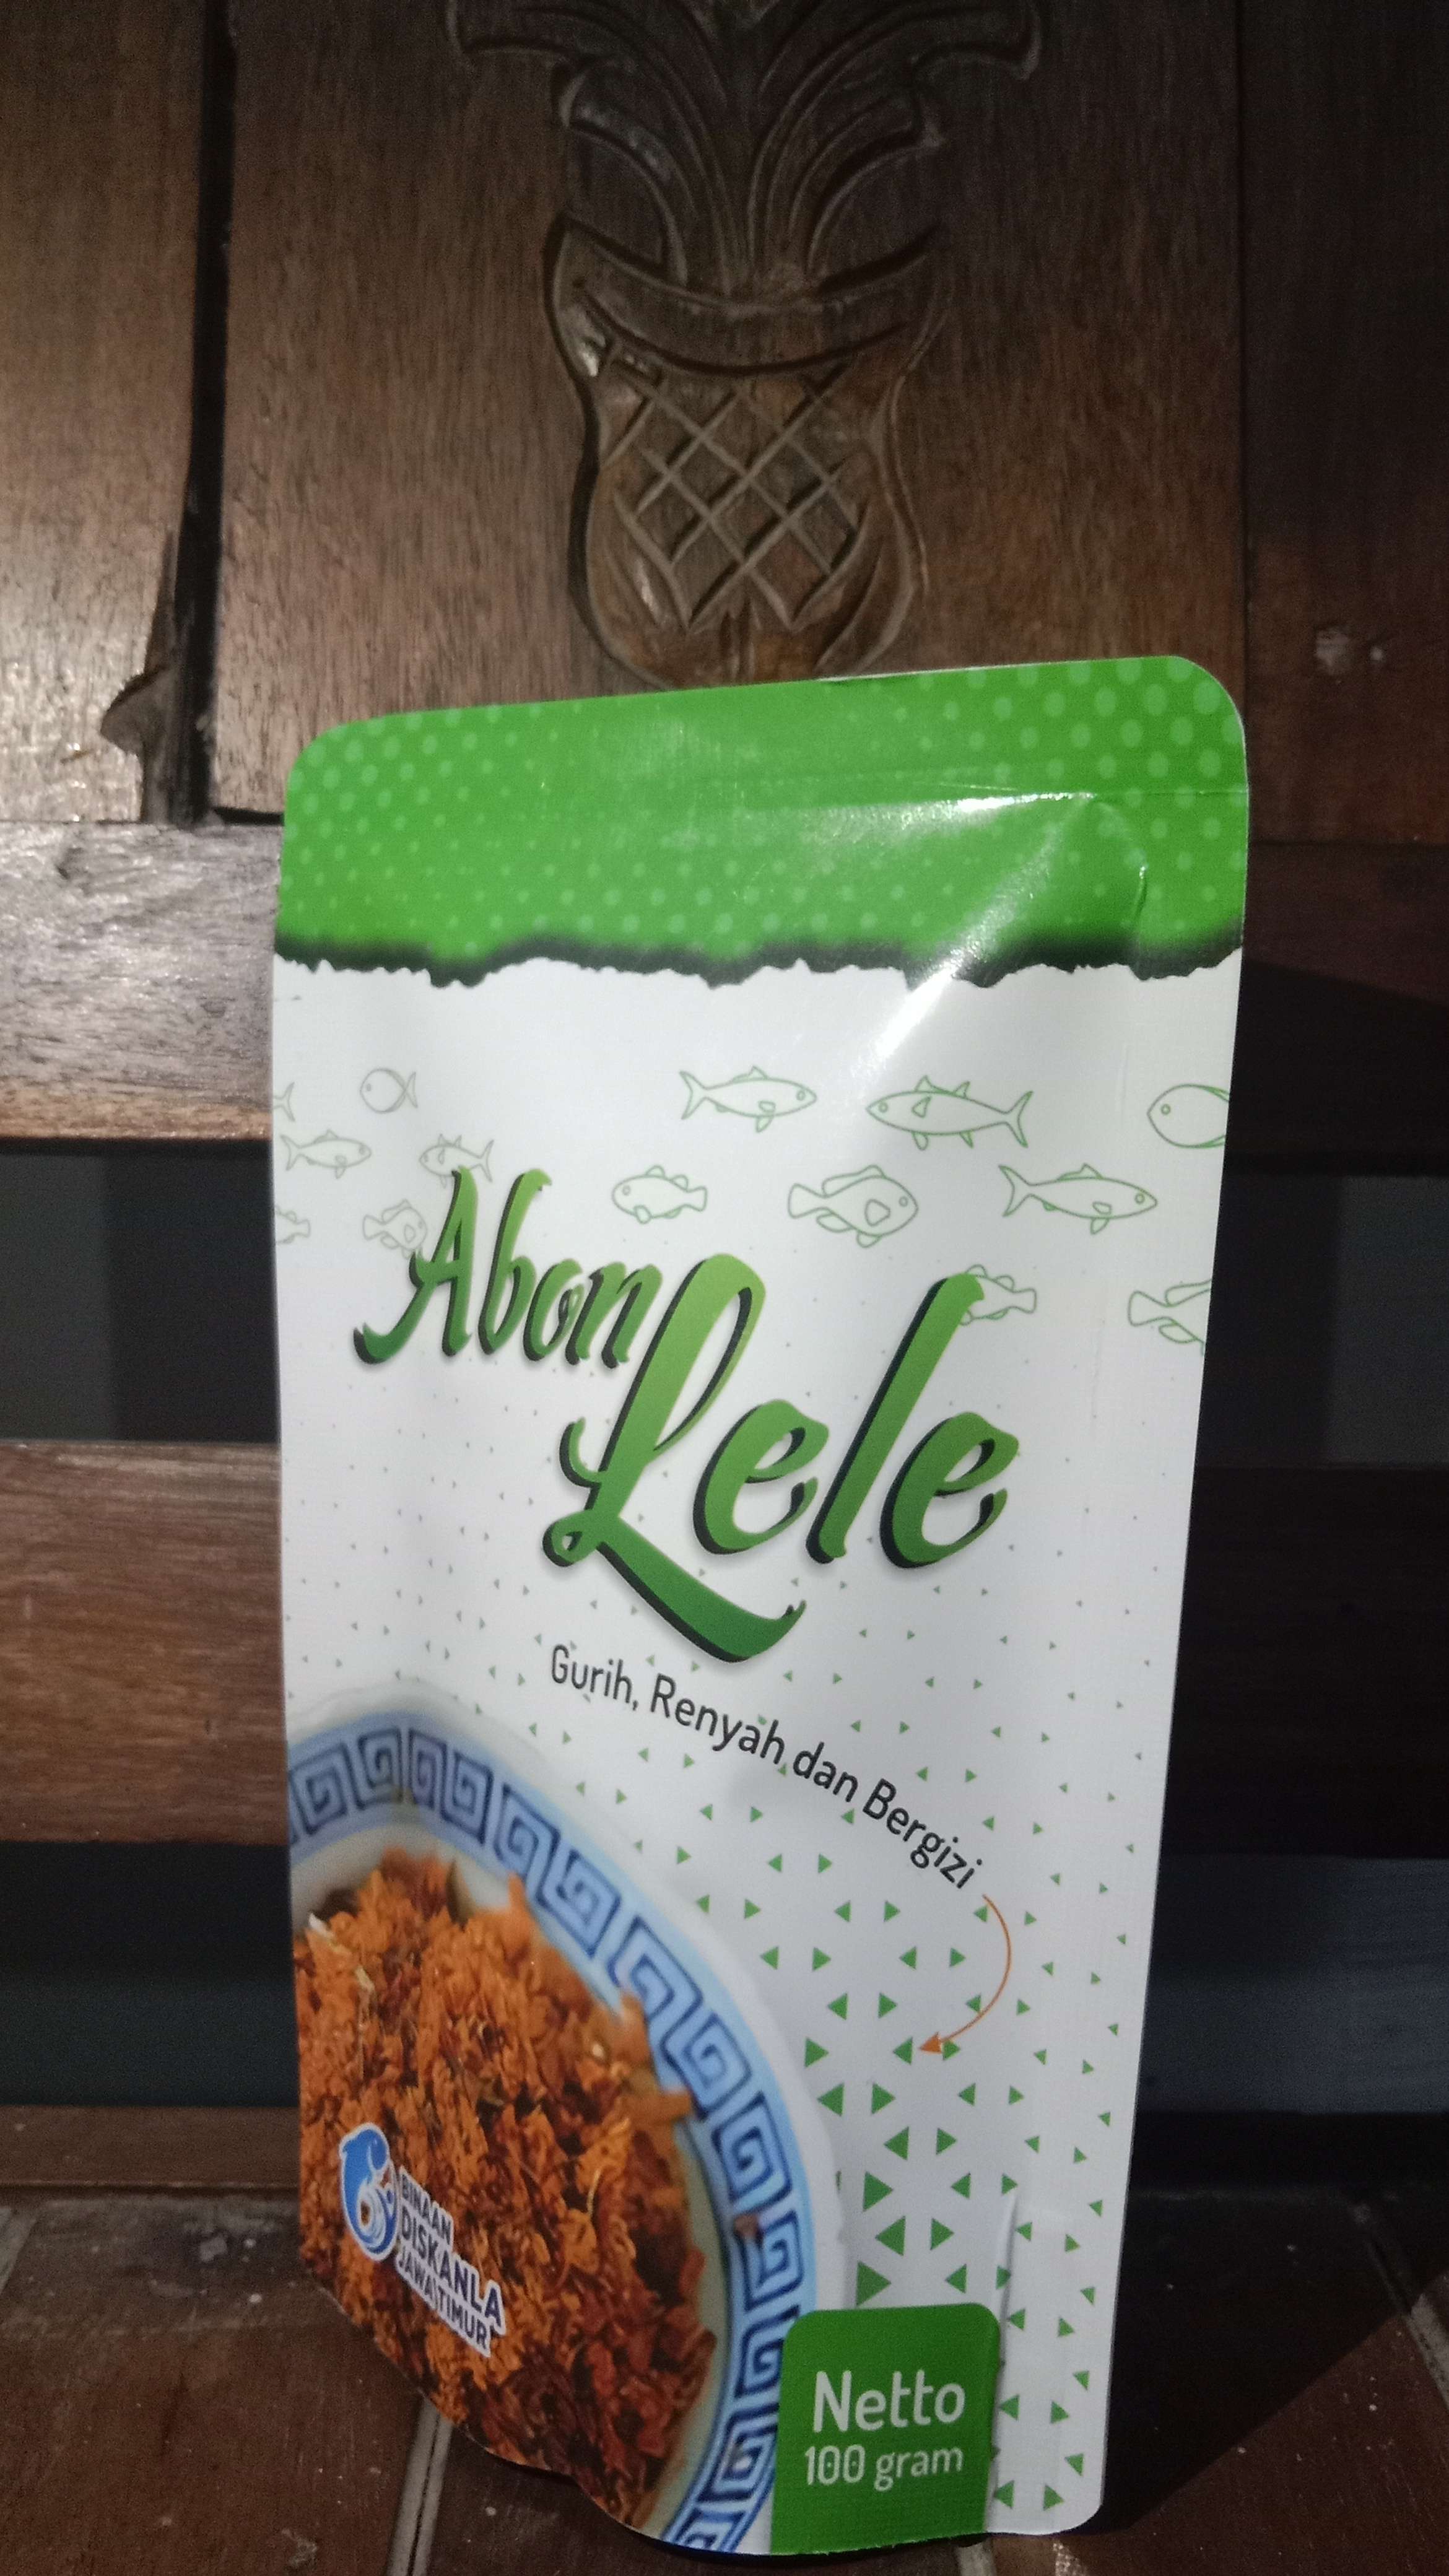 Abon
Lele
Gurih, Renyah dan Bergizi
BINAAN
DISKANLA
JAWA TIMUR
Netto
100 gram